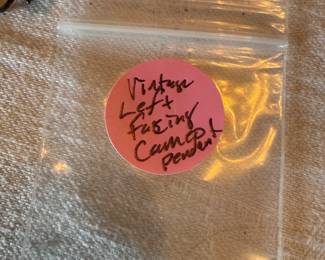 Vintage
Left
facing
Cameo
pendant